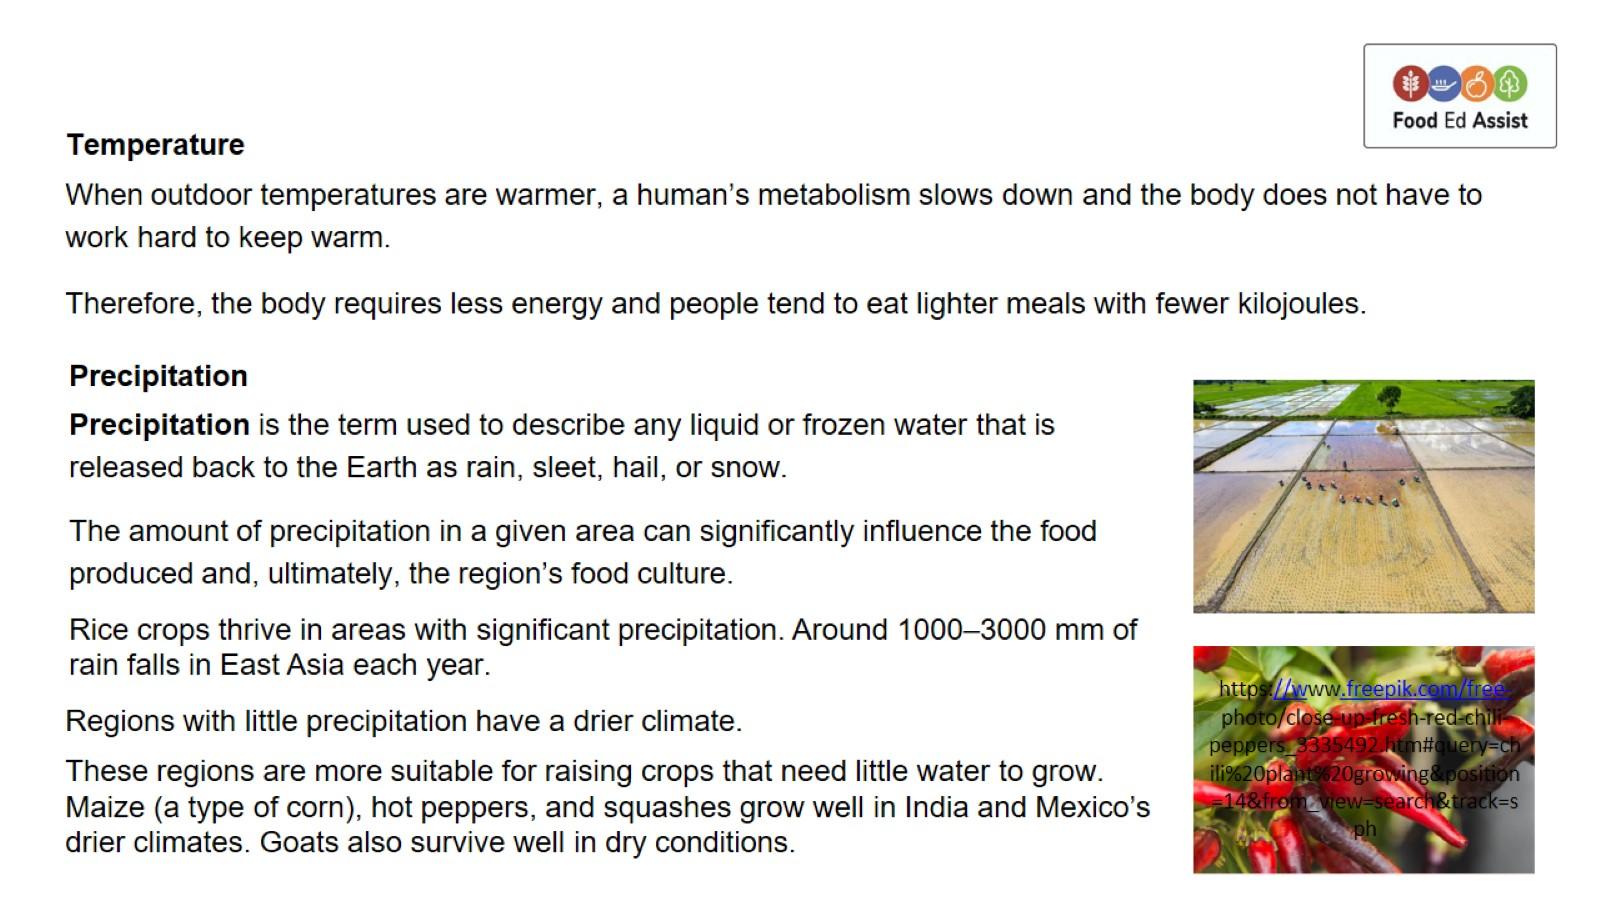 Food Ed Assist
Temperature
When outdoor temperatures are warmer, a human’s metabolism slows down and the body does not have to
work hard to keep warm.
Therefore, the body requires less energy and people tend to eat lighter meals with fewer kilojoules.
Precipitation
Precipitation is the term used to describe any liquid or frozen water that is
released back to the Earth as rain, sleet, hail, or snow.
The amount of precipitation in a given area can significantly influence the food
produced and, ultimately, the region’s food culture.
Rice crops thrive in areas with significant precipitation. Around 1000–3000 mm of
rain falls in East Asia each year.
Regions with little precipitation have a drier climate.
These regions are more suitable for raising crops that need little water to grow.
Maize (a type of corn), hot peppers, and squashes grow well in India and Mexico’s
drier climates. Goats also survive well in dry conditions.
https://www.freepik.com/free-
photo/close-up-fresh-red-chili-
peppers_3335492.htm#query=ch
ili%20plant%20growing&position
=14&from_view=search&track=s
ph